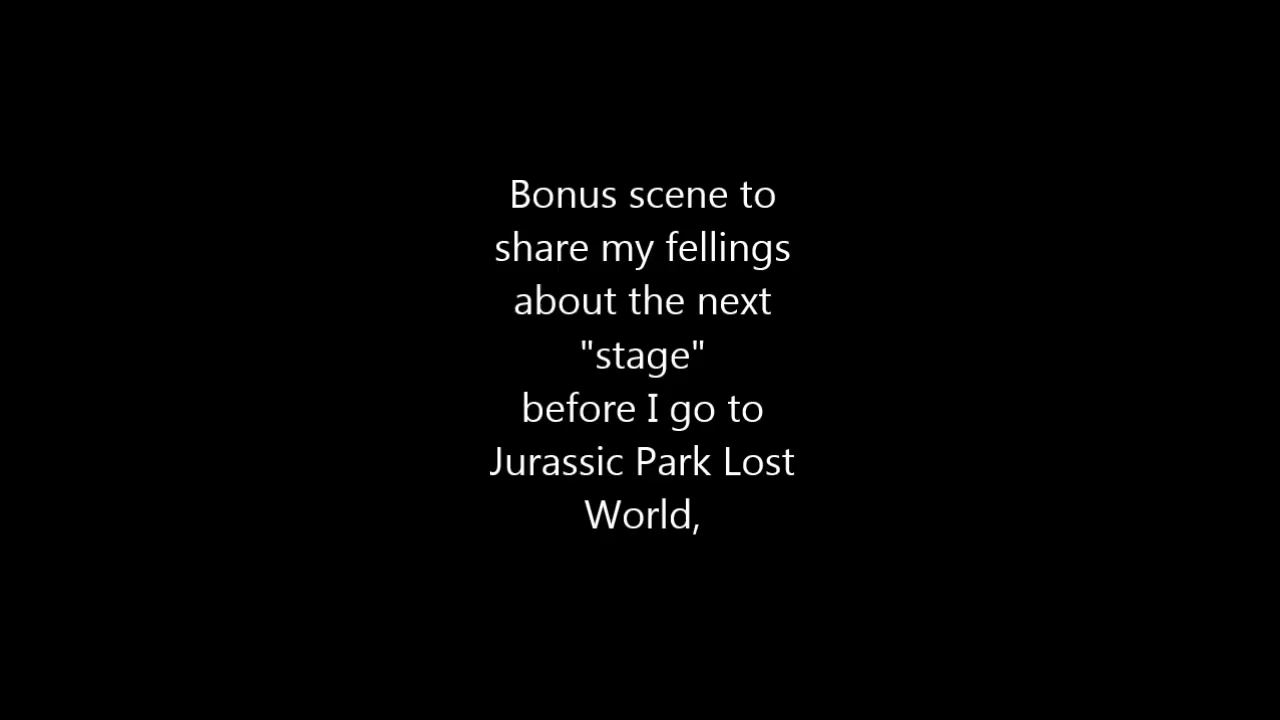 Bonus scene to
share my fellings
about the next
"stage"
before I go to
Jurassic Park Lost
World,